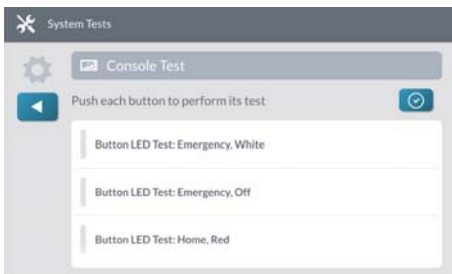 System Tests
Console Test
Push each button to perform its test
Button LED Test: Emergency, White
Button LED Test: Emergency, Off
Button LED Test: Home, Red